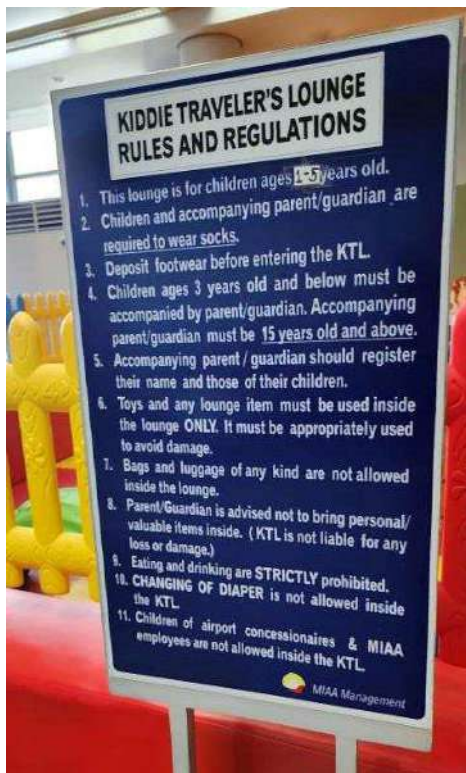 KIDDIE TRAVELER'S LOUNGE
RULES AND REGULATIONS
1. This lounge is for children ages 1-5 years old.
2. Children and accompanying parent/guardian are
required to wear socks.
3. Deposit footwear before entering the KTL.
4. Children ages 3 years old and below must be
accompanied by parent/guardian. Accompanying
parent/guardian must be 15 years old and above.
5. Accompanying parent / guardian should register
their name and those of their children.
6. Toys and any lounge item must be used inside
the lounge ONLY. It must be appropriately used
to avoid damage.
7. Bags and luggage of any kind are not allowed
inside the lounge.
8. Parent/Guardian is advised not to bring personal/
valuable items inside. ( KTL is not liable for any
loss or damage.)
9. Eating and drinking are STRICTLY prohibited.
10. CHANGING OF DIAPER is not allowed inside
the KTL
11. Children of airport concessionaires & MIAA
employees are not allowed inside the KTL.
MIAA Management